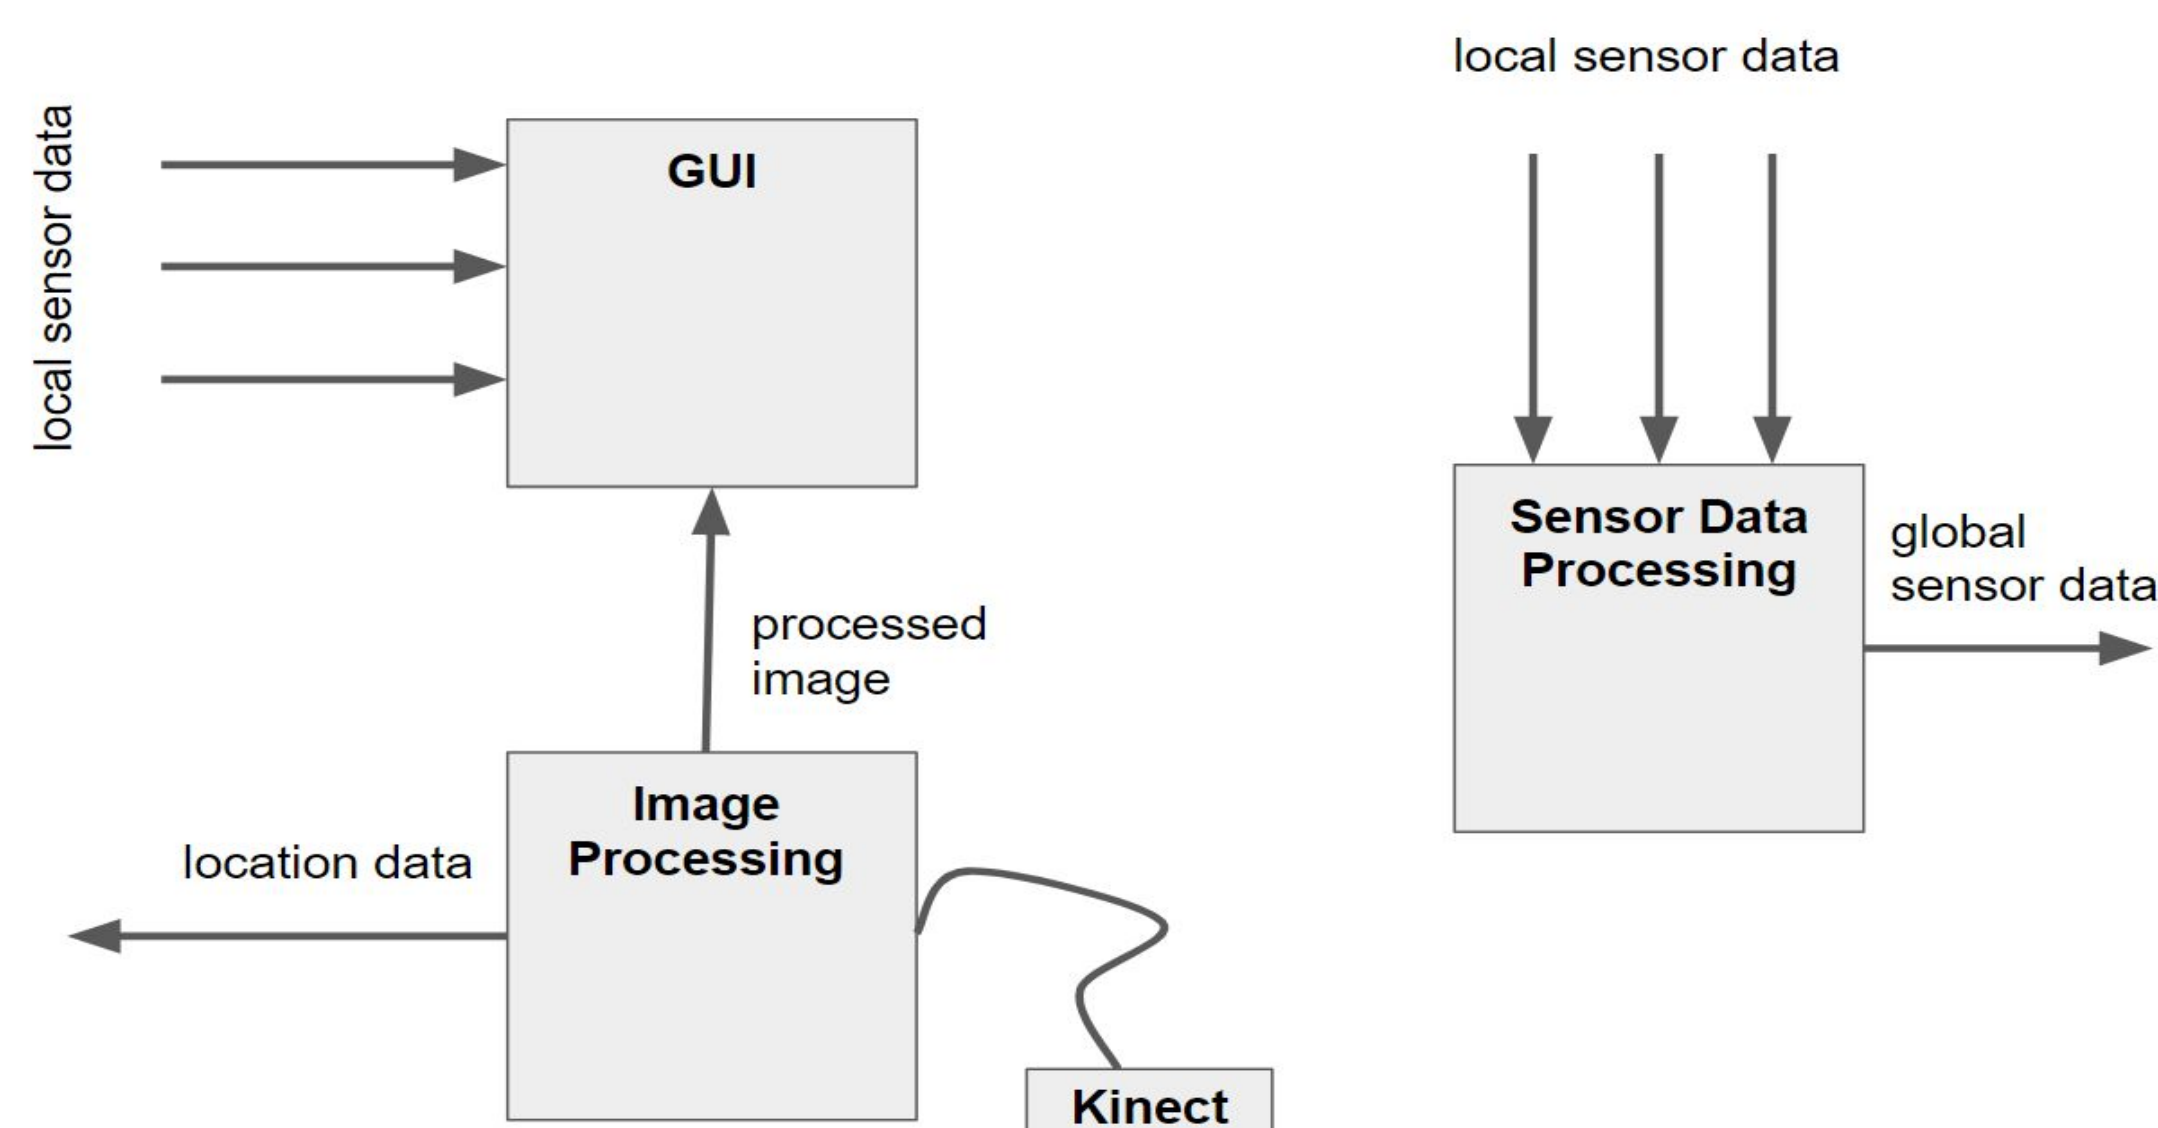 local sensor data
local sensor data
GUI
Sensor Data
Processing
global
sensor data
processed
image
Image
Processing
location data
Kinect